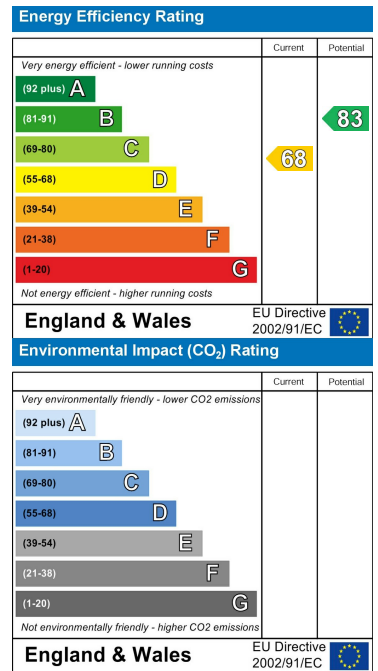 Energy Efficiency Rating
Current Potential
Very energy efficient - lower running costs
(92 plus) A
(81-91) B
83
(69-80) C
68
(55-68) D
(39-54) E
(21-38) F
(1-20) G
Not energy efficient - higher running costs
England & Wales
EU Directive
2002/91/EC
Environmental Impact (CO₂) Rating
Current Potential
Very environmentally friendly - lower CO2 emissions
(92 plus) A
(81-91) B
(69-80) C
(55-68) D
(39-54) E
(21-38) F
(1-20) G
Not environmentally friendly - higher CO2 emissions
England & Wales
EU Directive
2002/91/EC